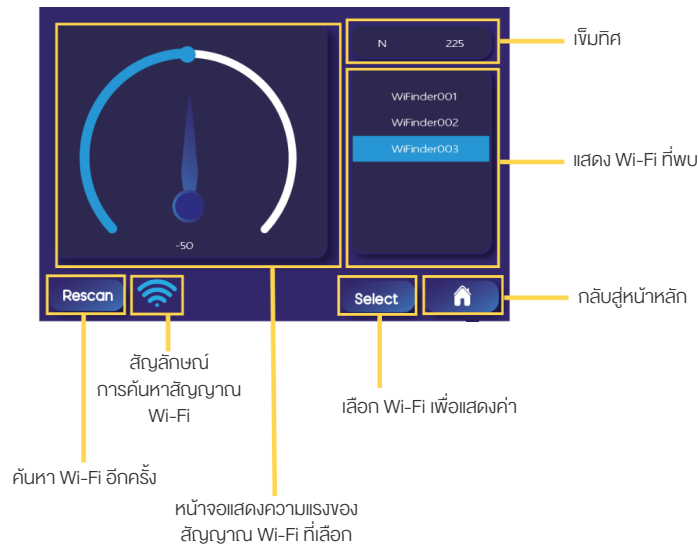 N 225
เข็มทิศ
WiFinder001
WiFinder002
WiFinder003
แสดง Wi-Fi ที่พบ
-50
Rescan
Select
กลับสู่หน้าหลัก
สัญลักษณ์
การค้นหาสัญญาณ
Wi-Fi
เลือก Wi-Fi เพื่อแสดงค่า
ค้นหา Wi-Fi อีกครั้ง
หน้าจอแสดงความแรงของ
สัญญาณ Wi-Fi ที่เลือก